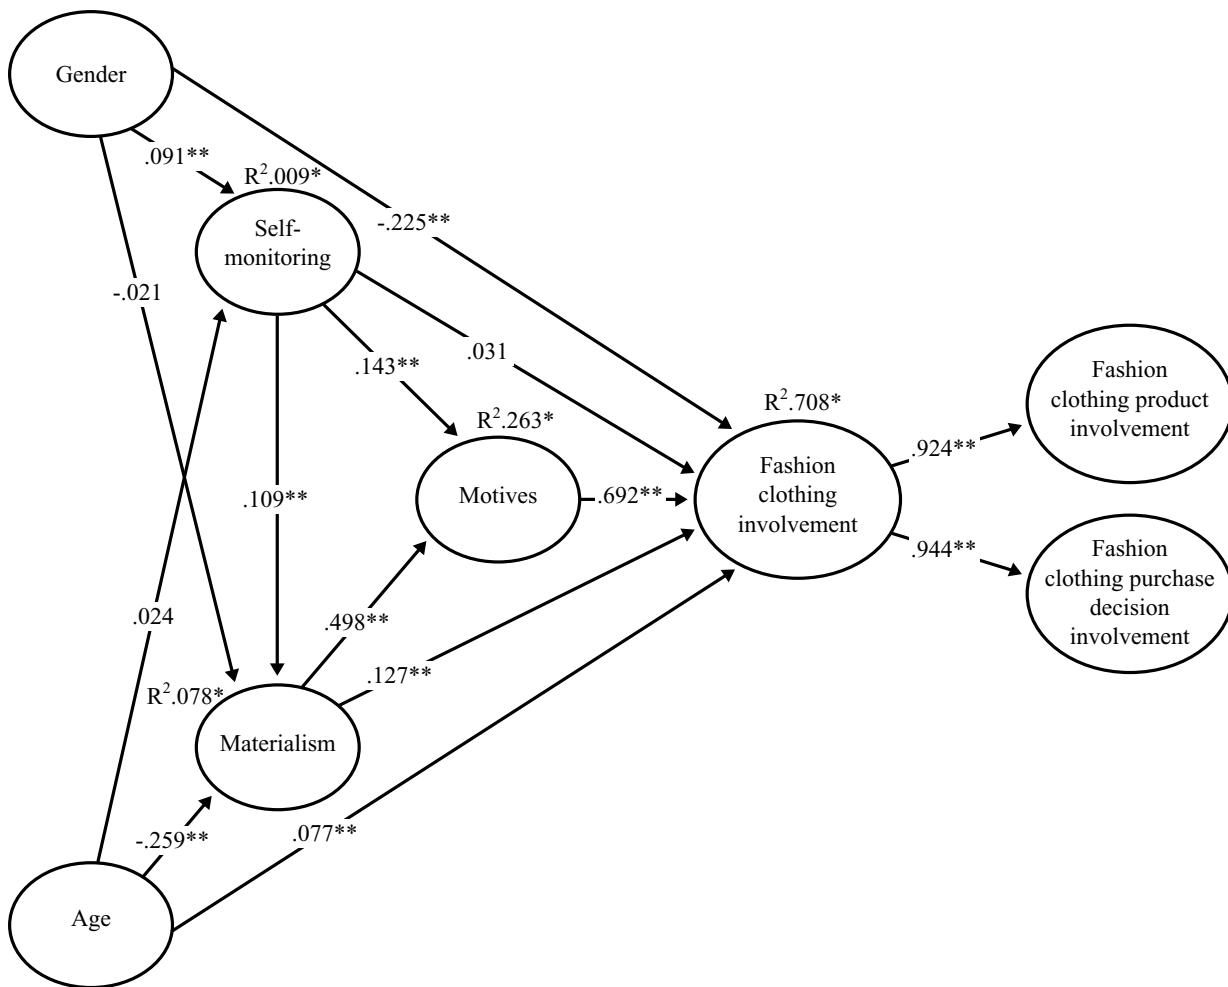 Gender
.091**
R².009*
Self-
monitoring
-.225**
-.021
.031
.143**
Fashion
clothing product
involvement
R².708*
R².263*
.924**
Fashion
clothing
involvement
Motives
.692**
.109**
.944**
Fashion
clothing purchase
decision
involvement
.024
.498**
.127**
R².078*
Materialism
-.259**
.077**
Age